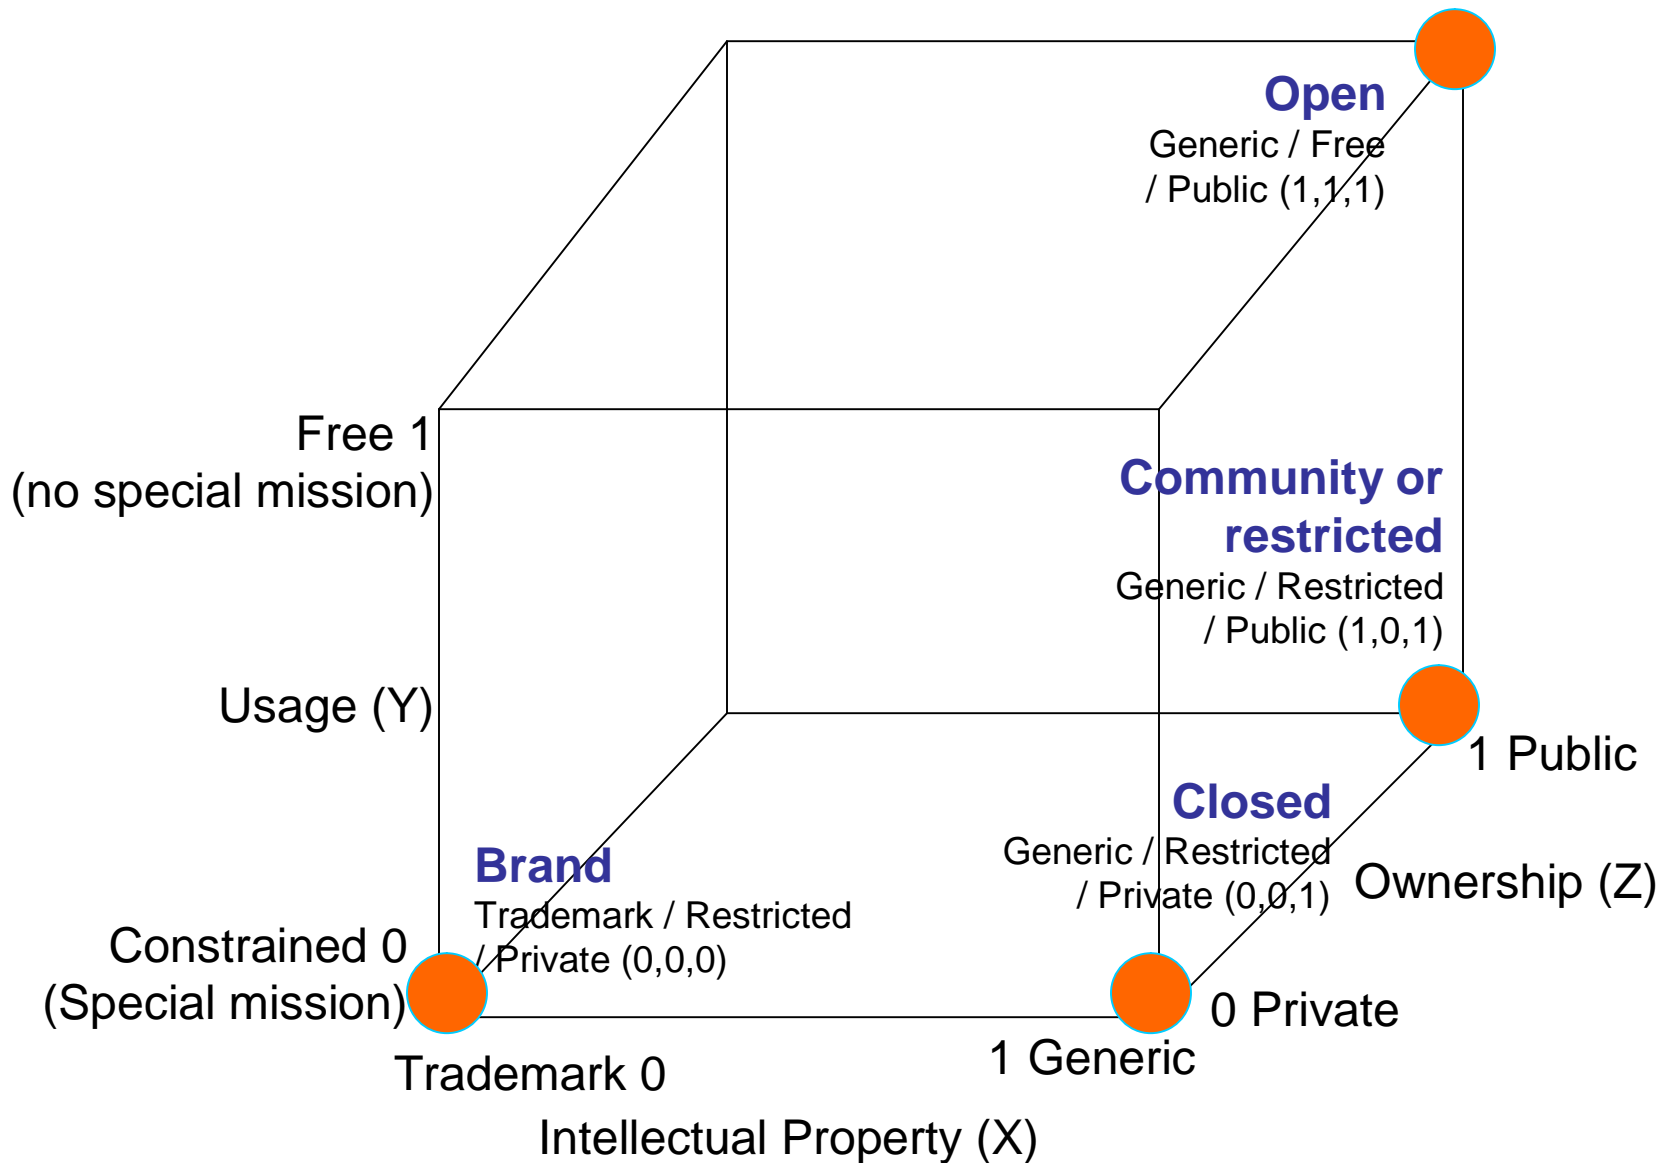 Open
Generic / Free
/ Public (1,1,1)
Free 1
(no special mission)
Community or
restricted
Generic / Restricted
/ Public (1,0,1)
Usage (Y)
1 Public
Closed
Generic / Restricted
/ Private (0,0,1)
Ownership (Z)
Brand
Trademark / Restricted
/ Private (0,0,0)
Constrained 0
(Special mission)
0 Private
1 Generic
Trademark 0
Intellectual Property (X)